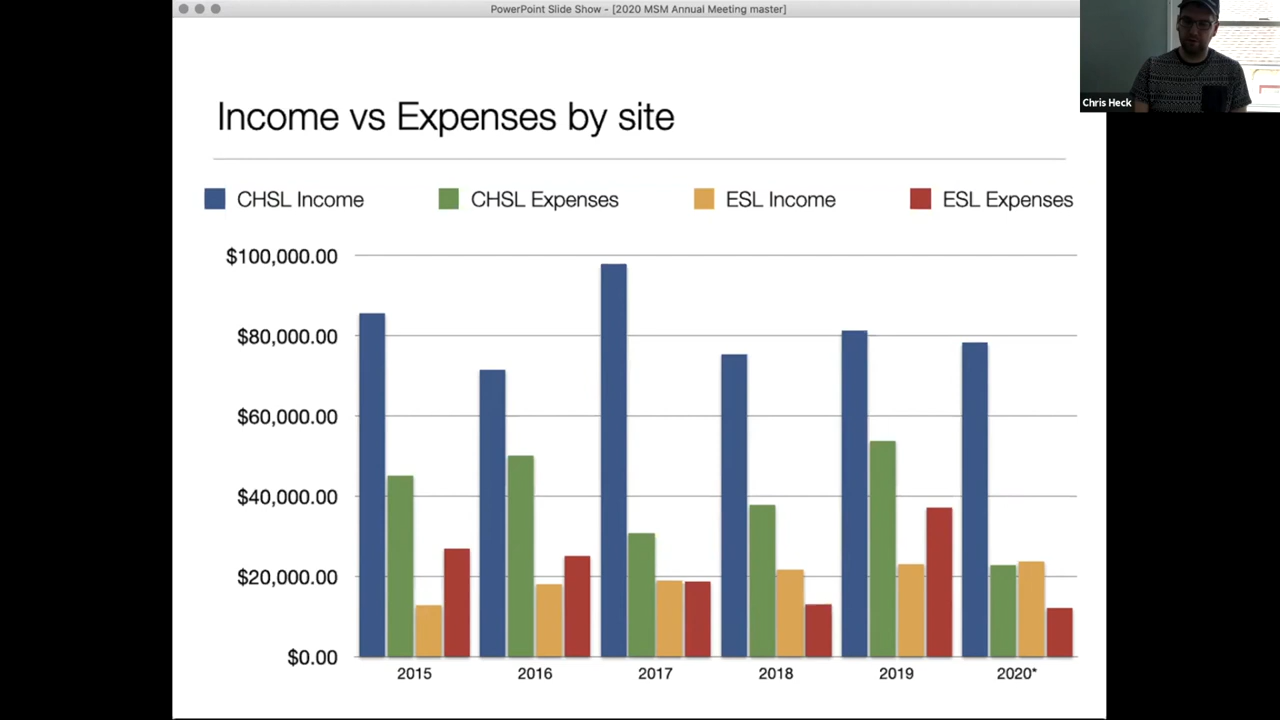 PowerPoint Slide Show - [2020 MSM Annual Meeting master]
Chris Heck
Income vs Expenses by site
CHSL Income CHSL Expenses ESL Income ESL Expenses
$100,000.00
$80,000.00
$60,000.00
$40,000.00
$20,000.00
$0.00
2015 2016 2017 2018 2019 2020*